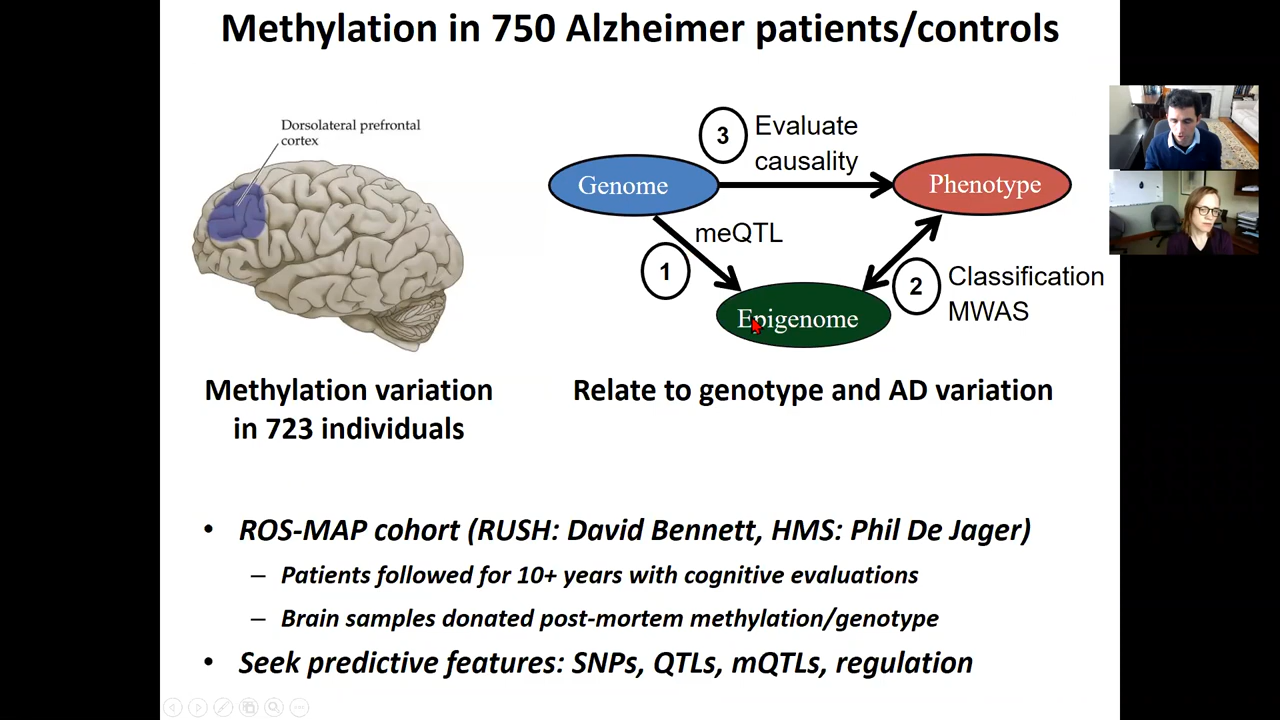 Methylation in 750 Alzheimer patients/controls
Dorsolateral prefrontal
cortex
3
Evaluate
causality
Genome
Phenotype
meQTL
1
2
Classification
MWAS
Epigenome
Methylation variation
in 723 individuals
Relate to genotype and AD variation
• ROS-MAP cohort (RUSH: David Bennett, HMS: Phil De Jager)
– Patients followed for 10+ years with cognitive evaluations
– Brain samples donated post-mortem methylation/genotype
• Seek predictive features: SNPs, QTLs, mQTLs, regulation